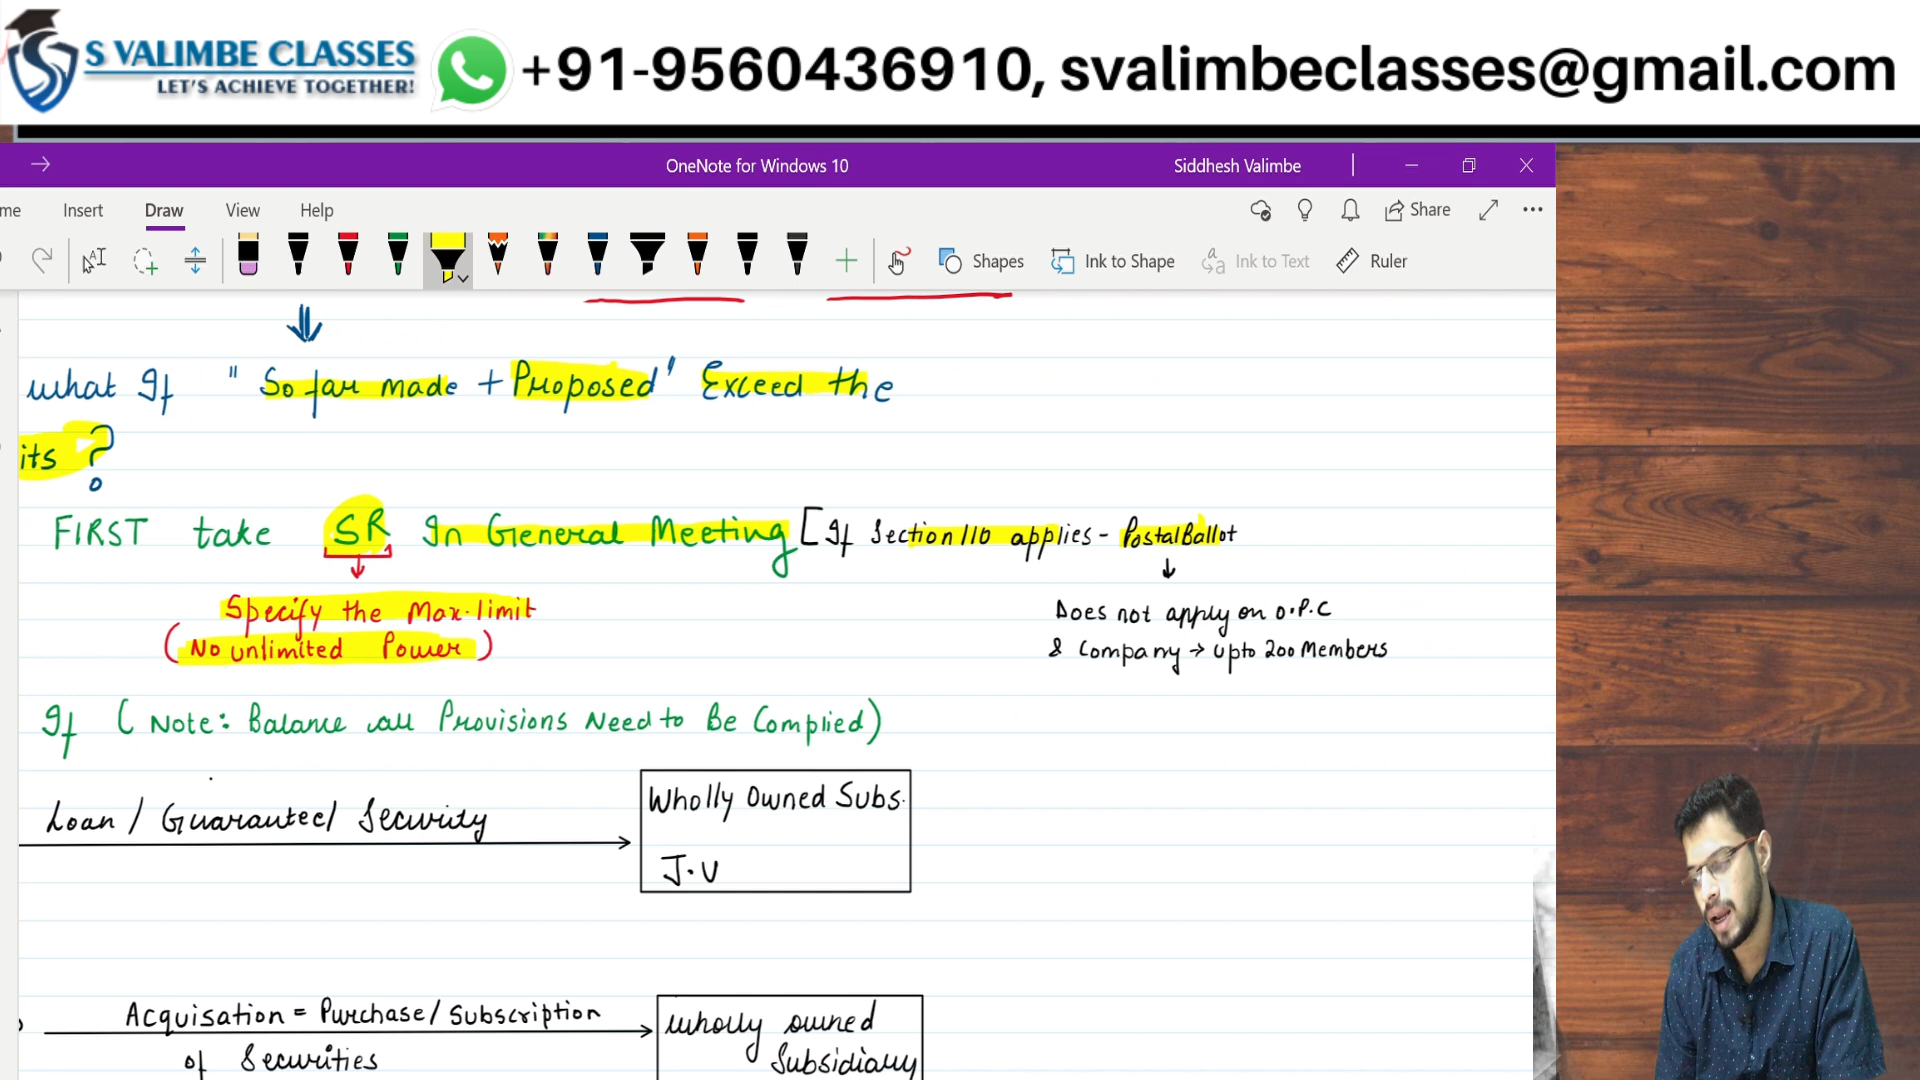 S VALIMBE CLASSES
LET'S ACHIEVE TOGETHER!
+91-9560436910, svalimbeclasses@gmail.com
OneNote for Windows 10
Siddhesh Valimbe
me Insert Draw View Help
Share
Shapes Ink to Shape Ink to Text Ruler
what If " So far made + Proposed" Exceed the
its ?
FIRST take SR In General Meeting [If Section 110 applies - Postal Ballot
Specify the Max. limit
(No unlimited Power)
Does not apply on O.P.C
& Company → upto 200 Members
If (Note: Balance all Provisions Need to Be Complied)
Loan / Guarantee/ Security
Wholly Owned Subs.
J.V
Acquisation = Purchase/ Subscription
of Securities
Wholly owned
Subsidiary